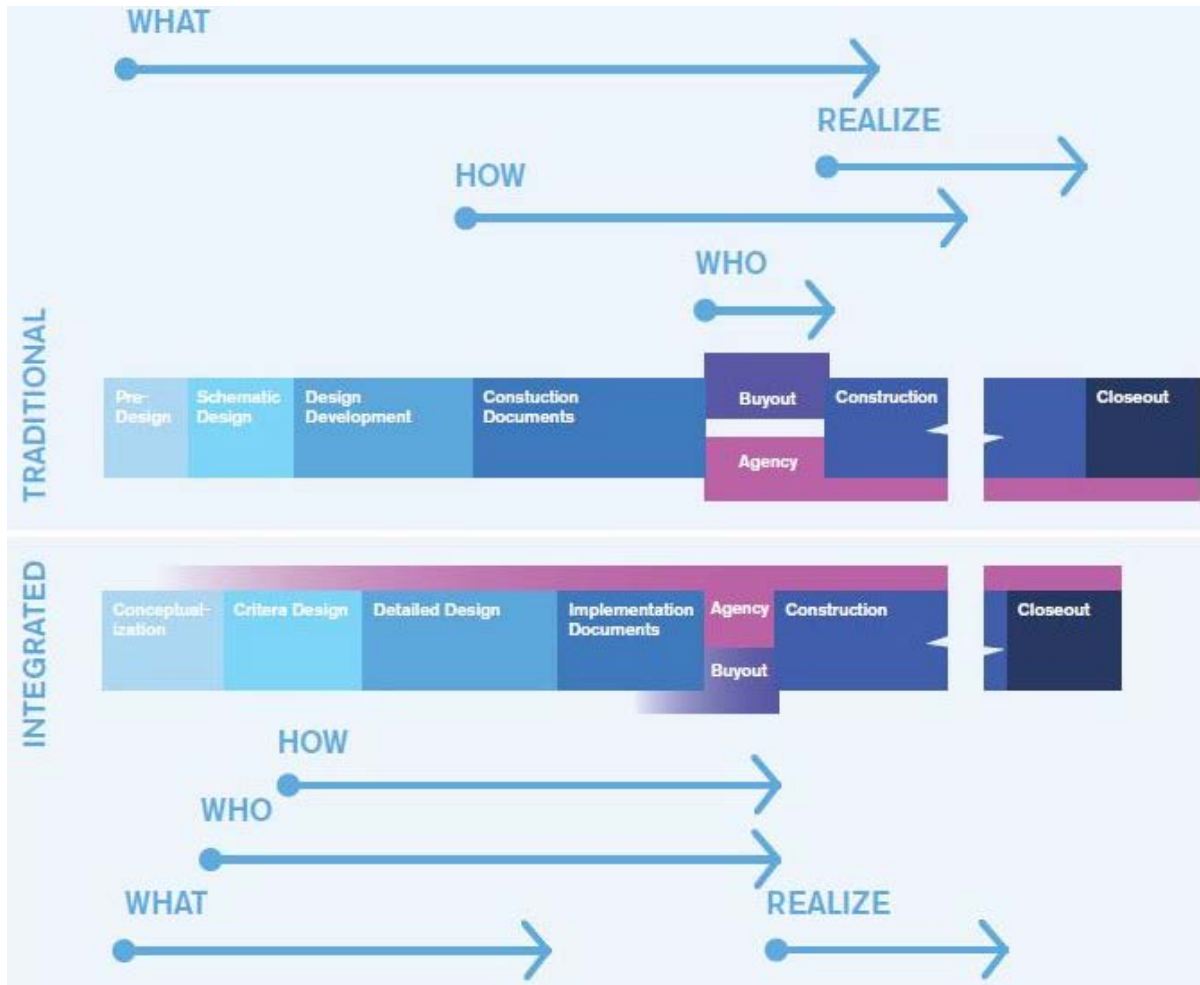 WHAT
REALIZE
HOW
WHO
TRADITIONAL
Pre-
Design
Schematic
Design
Design
Development
Constuction
Documents
Buyout
Agency
Construction
Closeout
INTEGRATED
Conceptual-
ization
Critera Design
Detailed Design
Implementation
Documents
Agency
Buyout
Construction
Closeout
HOW
WHO
WHAT
REALIZE